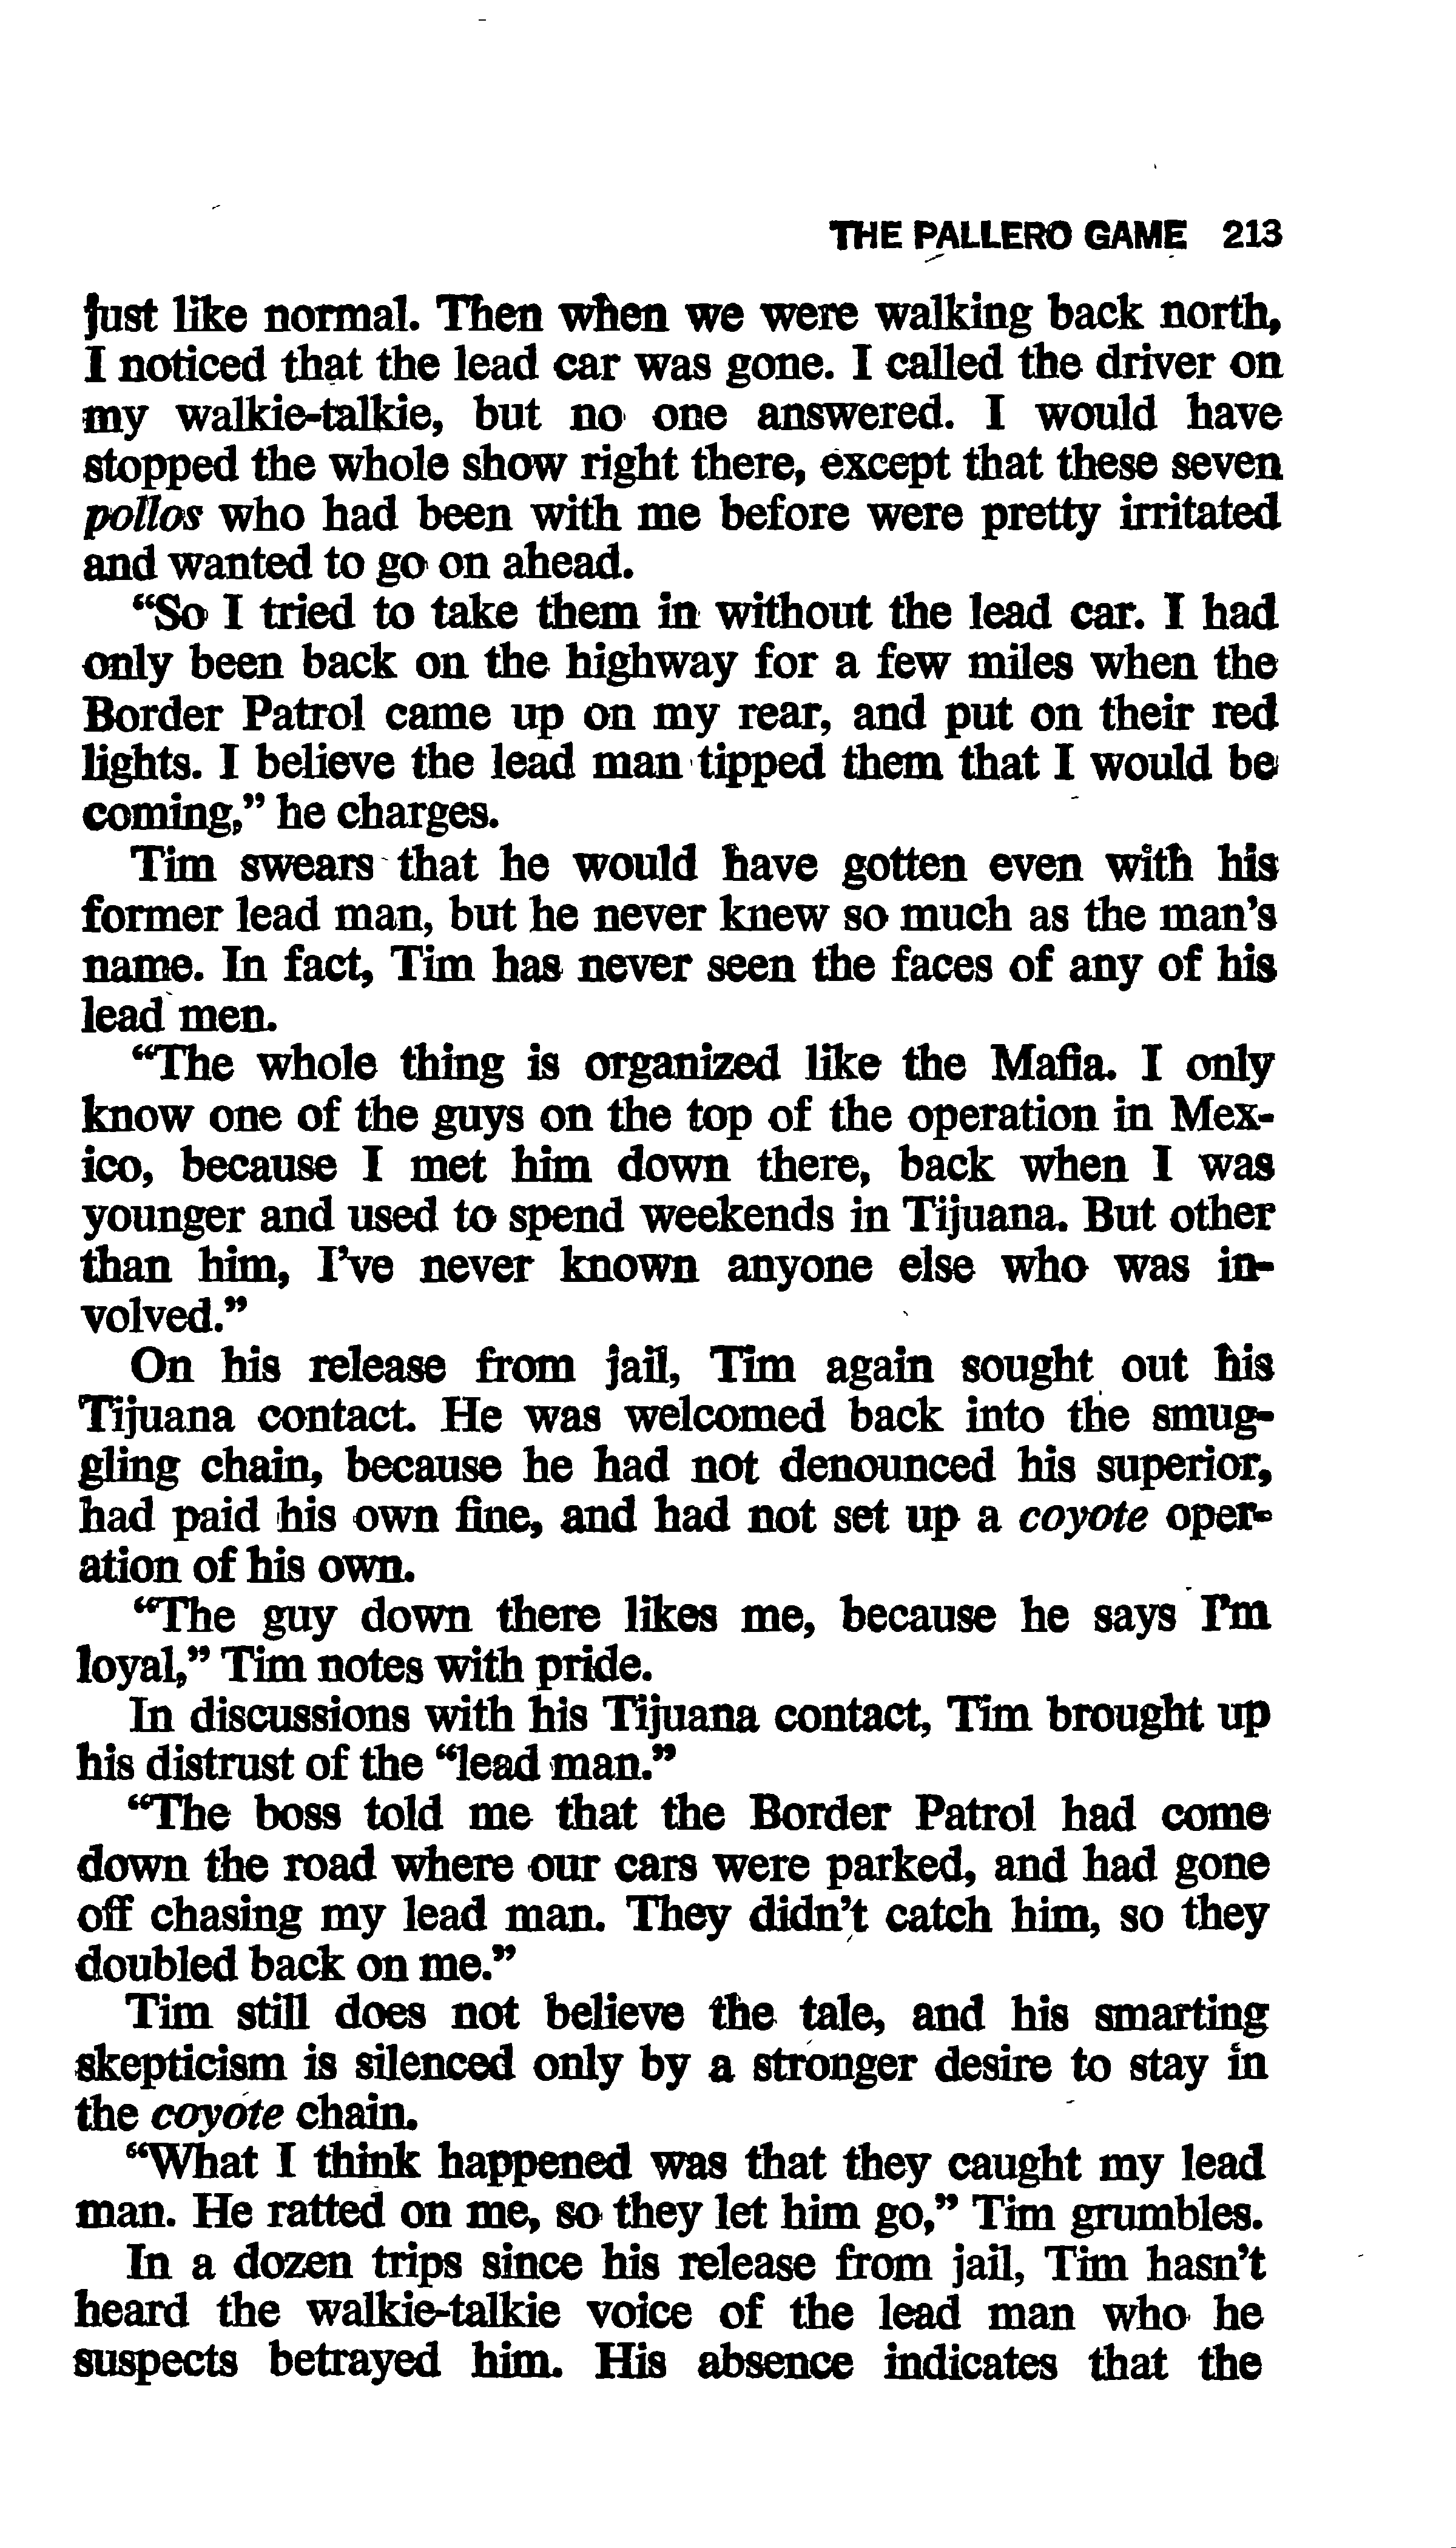 THE PALLERO GAME 213
just like normal. Then when we were walking back north,
I noticed that the lead car was gone. I called the driver on
my walkie-talkie, but no one answered. I would have
stopped the whole show right there, except that these seven
pollos who had been with me before were pretty irritated
and wanted to go on ahead.
“So I tried to take them in without the lead car. I had
only been back on the highway for a few miles when the
Border Patrol came up on my rear, and put on their red
lights. I believe the lead man tipped them that I would be
coming,” he charges.
Tim swears that he would have gotten even with his
former lead man, but he never knew so much as the man’s
name. In fact, Tim has never seen the faces of any of his
lead men.
“The whole thing is organized like the Mafia. I only
know one of the guys on the top of the operation in Mex-
ico, because I met him down there, back when I was
younger and used to spend weekends in Tijuana. But other
than him, I’ve never known anyone else who was in-
volved.”
On his release from jail, Tim again sought out his
Tijuana contact. He was welcomed back into the smug-
gling chain, because he had not denounced his superior,
had paid his own fine, and had not set up a coyote oper-
ation of his own.
“The guy down there likes me, because he says I’m
loyal,” Tim notes with pride.
In discussions with his Tijuana contact, Tim brought up
his distrust of the “lead man.”
“The boss told me that the Border Patrol had come
down the road where our cars were parked, and had gone
off chasing my lead man. They didn’t catch him, so they
doubled back on me.”
Tim still does not believe the tale, and his smarting
skepticism is silenced only by a stronger desire to stay in
the coyote chain.
“What I think happened was that they caught my lead
man. He ratted on me, so they let him go,” Tim grumbles.
In a dozen trips since his release from jail, Tim hasn’t
heard the walkie-talkie voice of the lead man who he
suspects betrayed him. His absence indicates that the